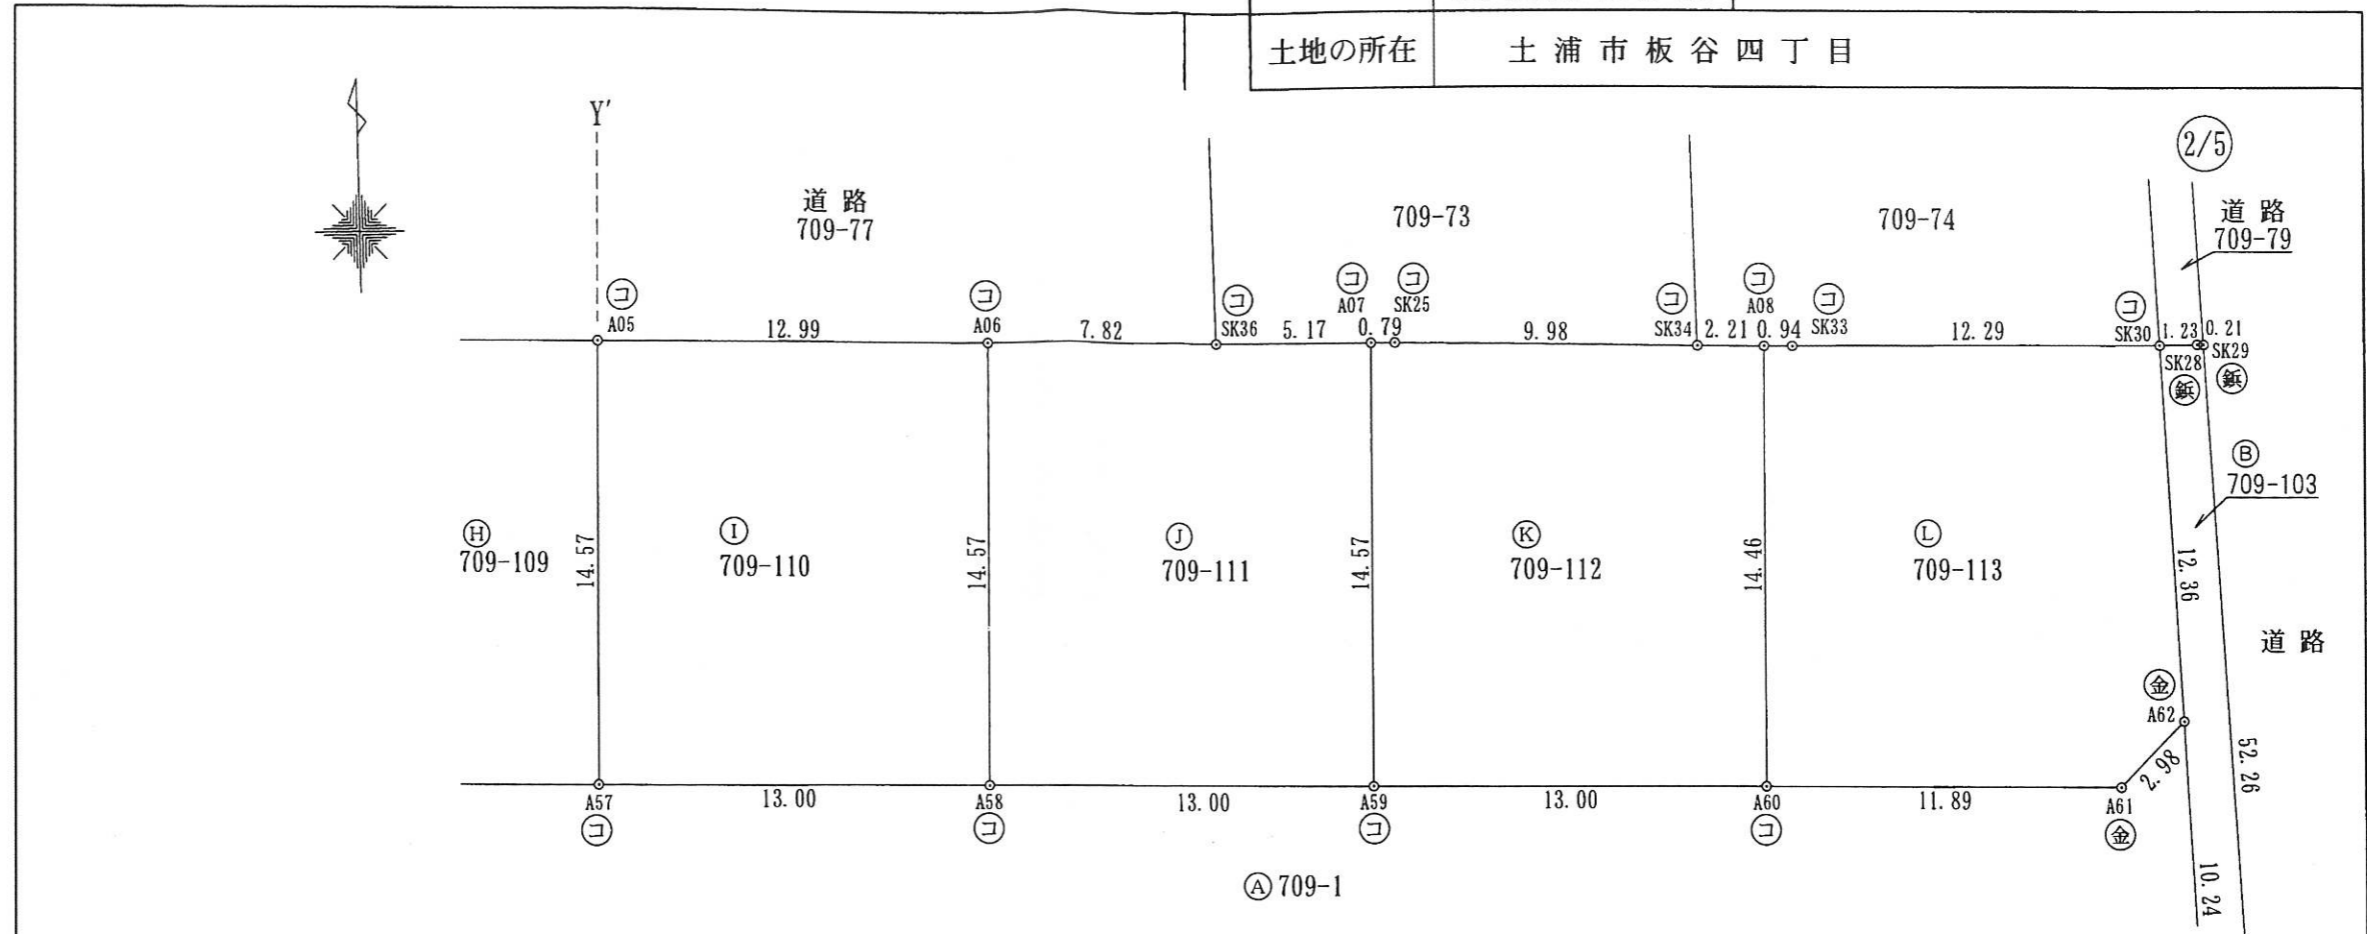 土地の所在 土浦市板谷四丁目
2/5
Y′
道路
709-77
709-73
709-74
道路
709-79
コ コ コ コ コ コ コ コ コ
A05 12.99 A06 7.82 SK36 5.17 A07 0.79 SK25 9.98 SK34 2.21 A08 0.94 SK33 12.29 SK30 1.23 0.21
SK28 SK29
鋲 鋲
B
709-103
H
709-109
14.57
I
709-110
14.57
J
709-111
14.57
K
709-112
14.46
L
709-113
12.36
道路
金
A62
2.98
52.26
A57 13.00 A58 13.00 A59 13.00 A60 11.89 A61
コ コ コ コ 金
10.24
A 709-1